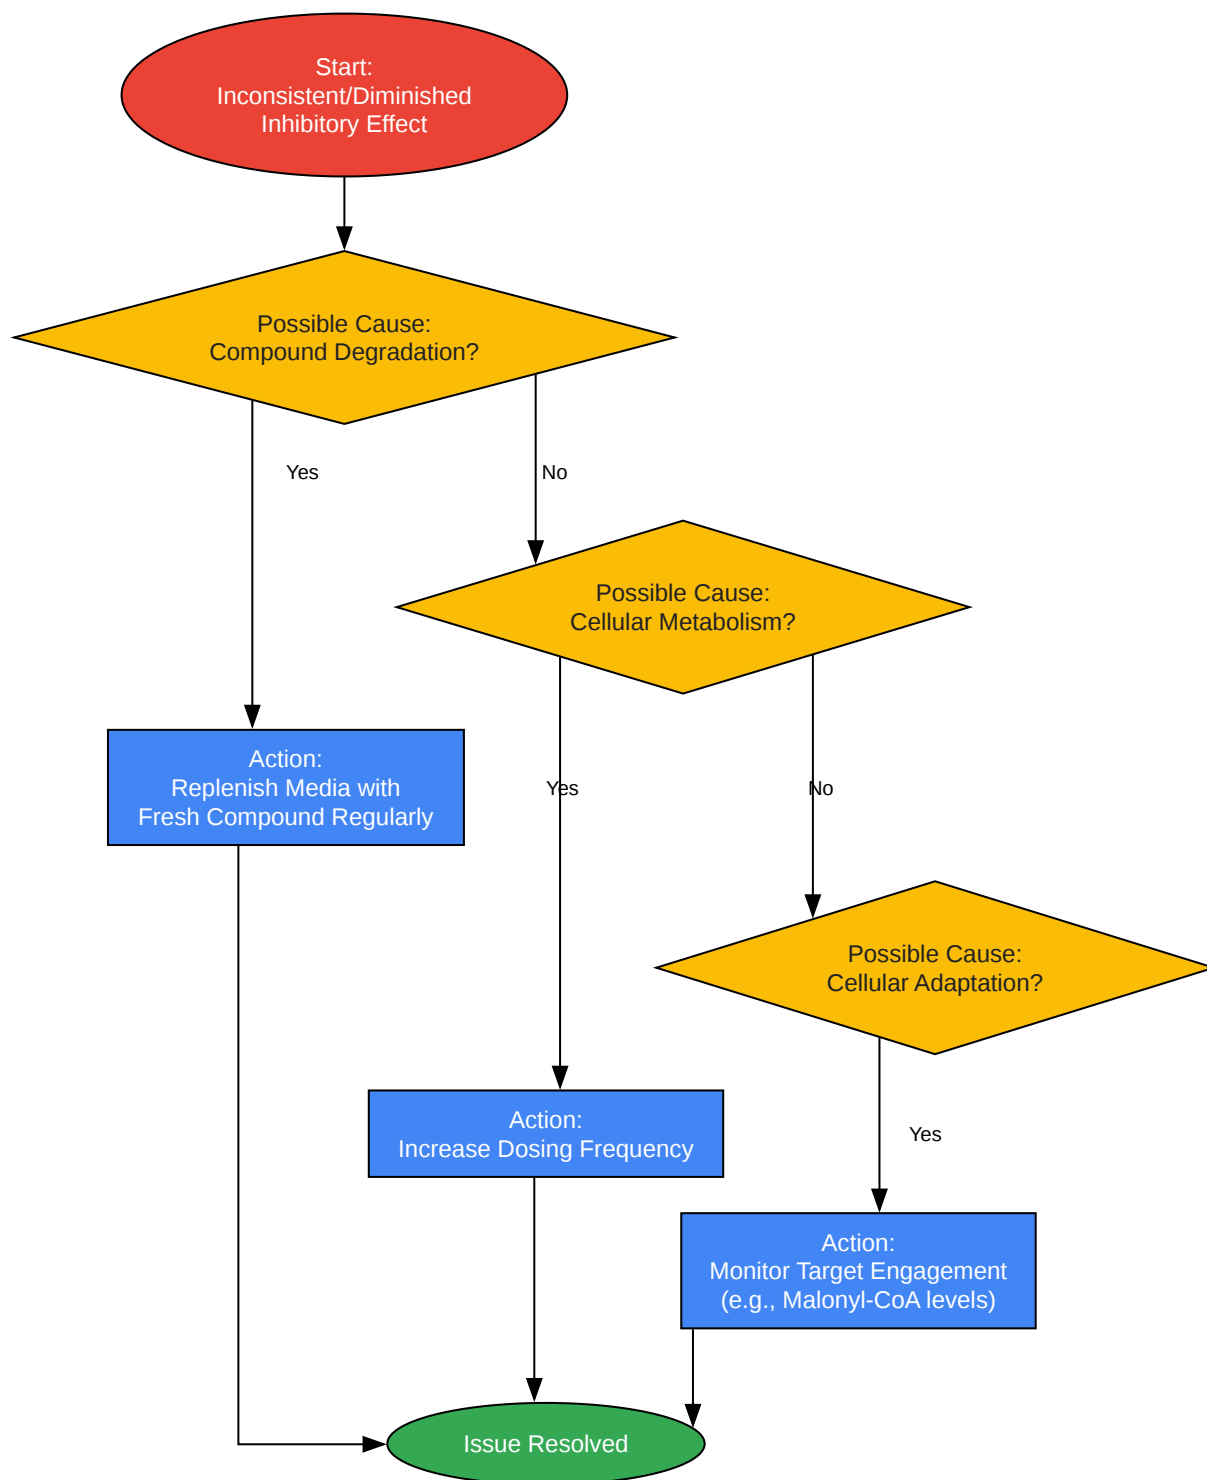 Start:
Inconsistent/Diminished
Inhibitory Effect
Possible Cause:
Compound Degradation?
Yes
No
Possible Cause:
Cellular Metabolism?
Action:
Replenish Media with
Fresh Compound Regularly
Yes
No
Possible Cause:
Cellular Adaptation?
Action:
Increase Dosing Frequency
Yes
Action:
Monitor Target Engagement
(e.g., Malonyl-CoA levels)
Issue Resolved